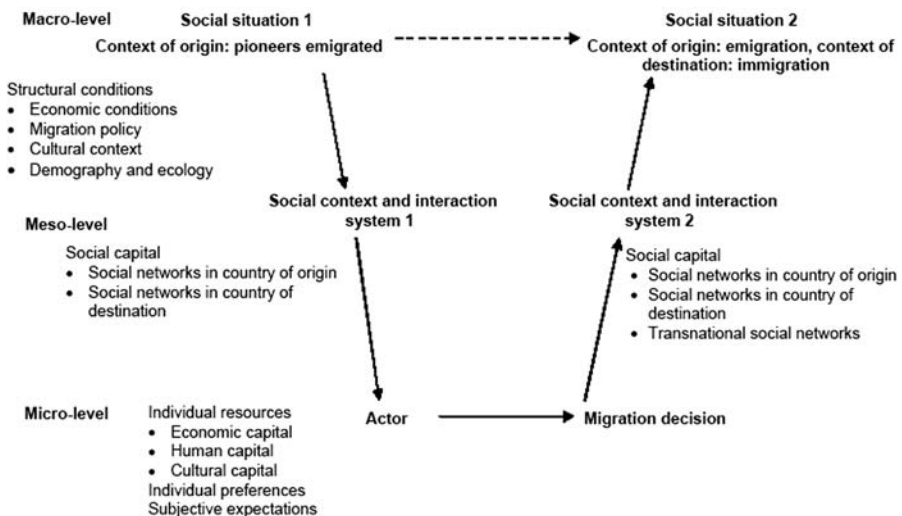 Macro-level
Social situation 1
Context of origin: pioneers emigrated
Social situation 2
Context of origin: emigration, context of
destination: immigration
Structural conditions
• Economic conditions
• Migration policy
• Cultural context
• Demography and ecology
Social context and interaction
system 1
Social context and interaction
system 2
Meso-level
Social capital
• Social networks in country of origin
• Social networks in country of
destination
Social capital
• Social networks in country of origin
• Social networks in country of
destination
• Transnational social networks
Micro-level
Individual resources
• Economic capital
• Human capital
• Cultural capital
Individual preferences
Subjective expectations
Actor
Migration decision